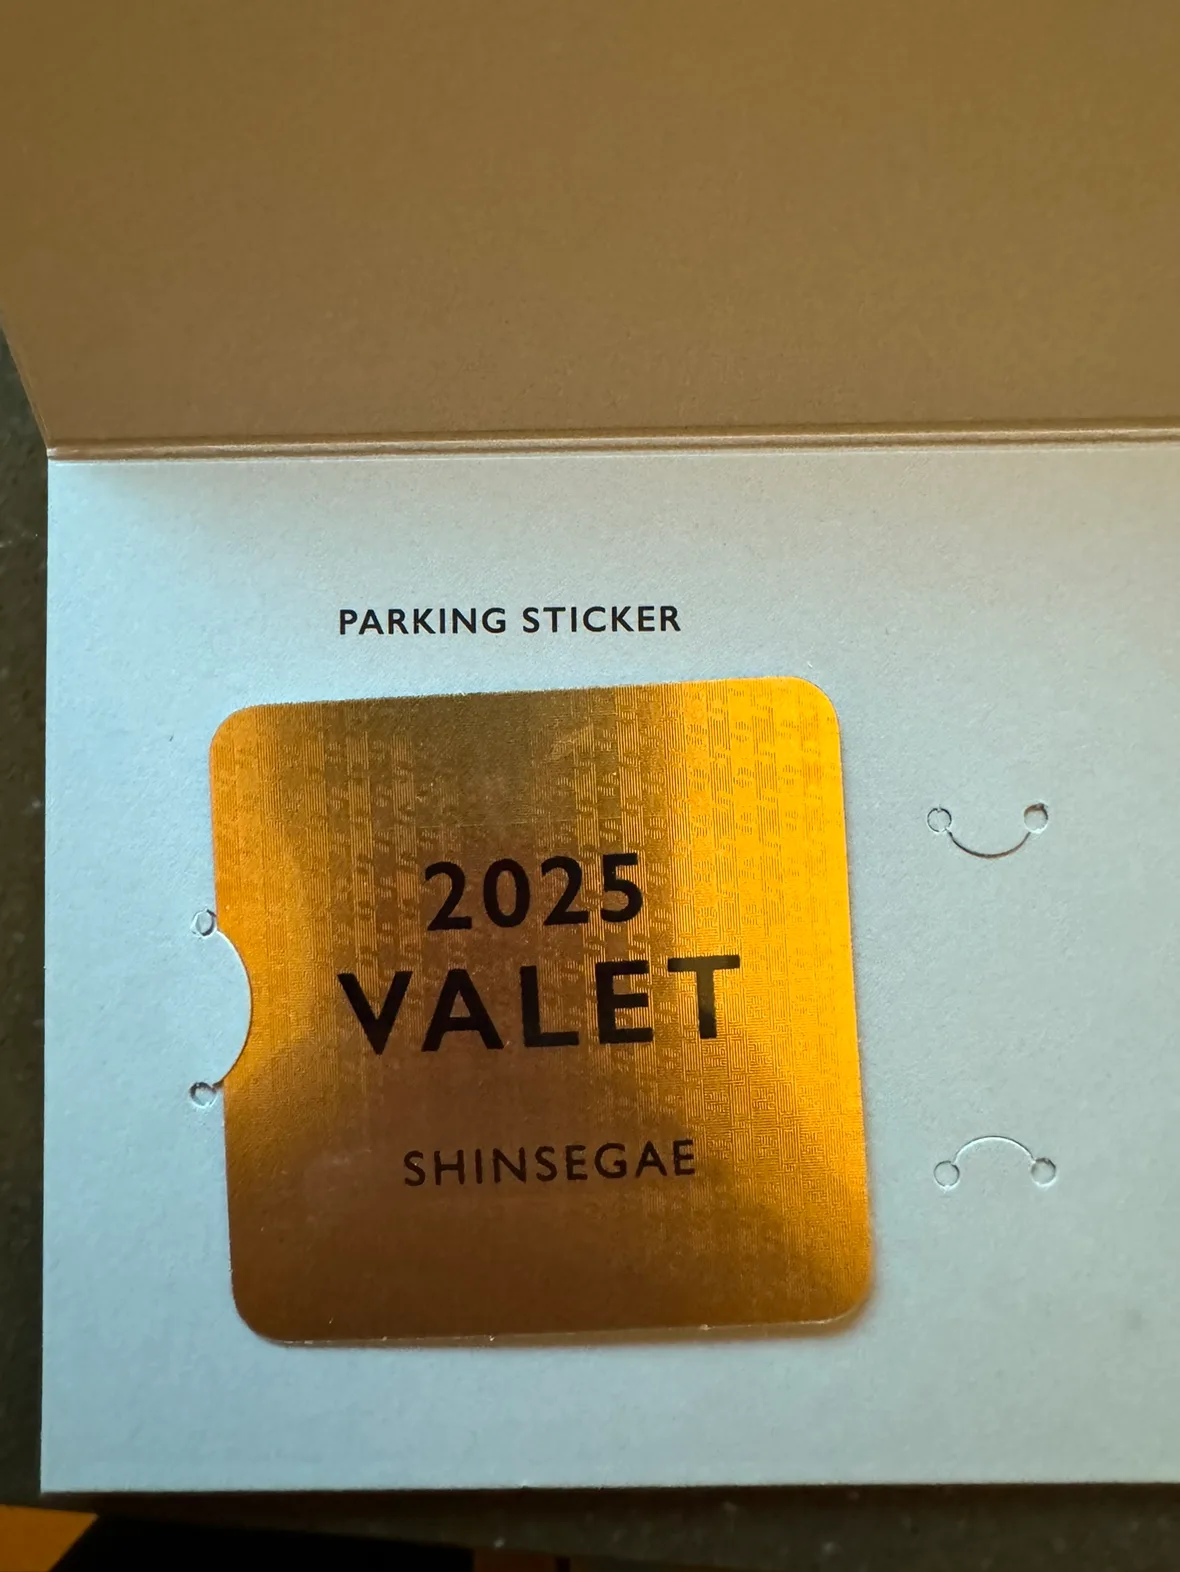 PARKING STICKER
2025
VALET
SHINSEGAE